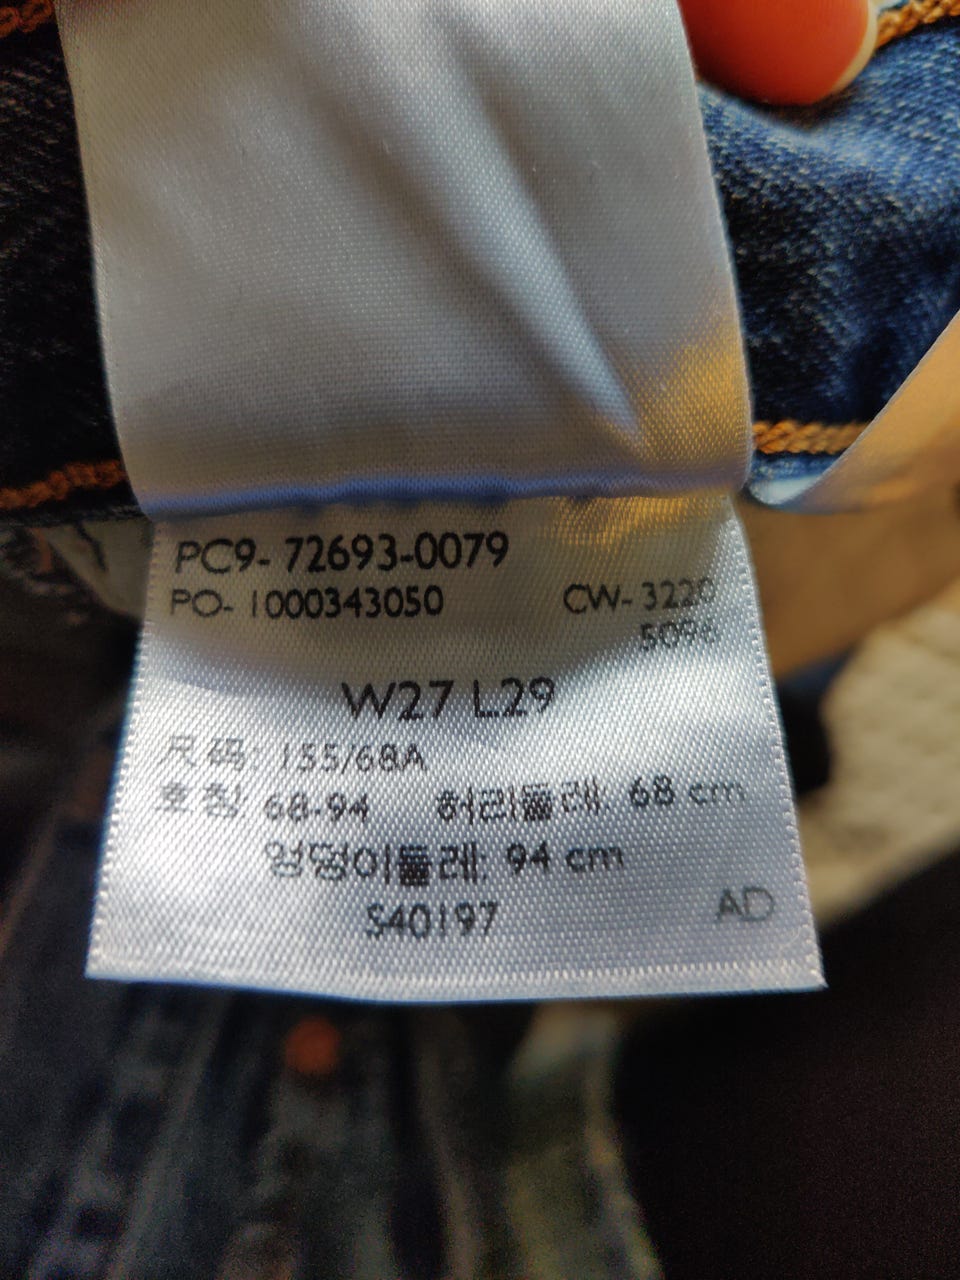 PC9- 72693-0079
PO- 1000343050 CW- 3220
5096
W27 L29
尺码: 155/68A
호칭: 68-94 허리둘레: 68 cm
엉덩이둘레: 94 cm
S40197 AD